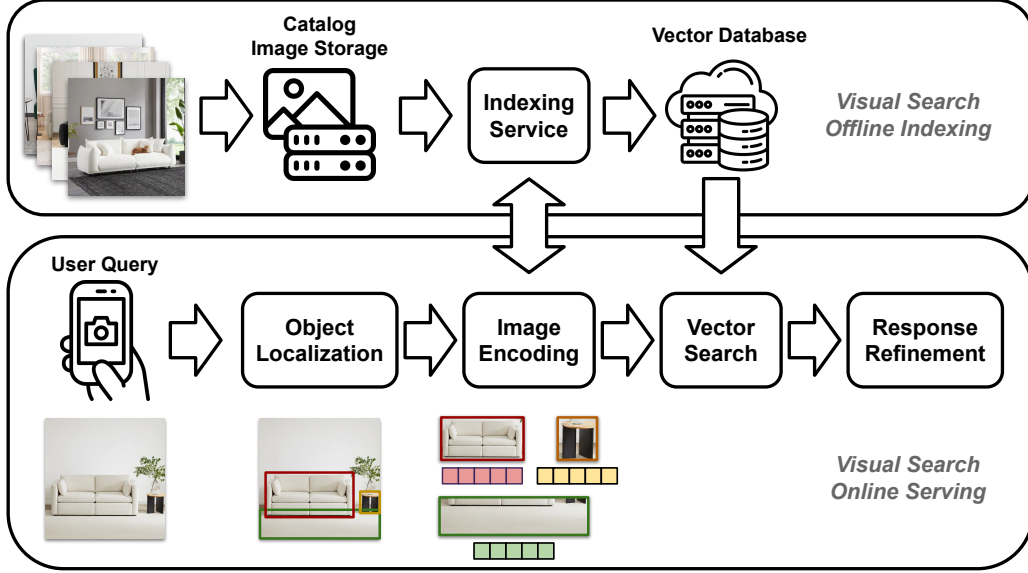 Catalog
Image Storage
Vector Database
Indexing
Service
Visual Search
Offline Indexing
User Query
Object
Localization
Image
Encoding
Vector
Search
Response
Refinement
Visual Search
Online Serving